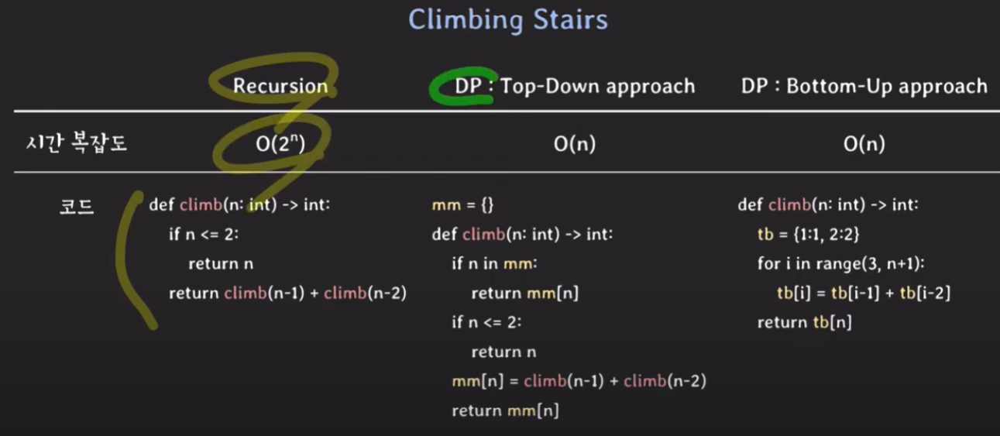 Climbing Stairs
Recursion DP : Top-Down approach DP : Bottom-Up approach
시간 복잡도 O(2ⁿ) O(n) O(n)
코드
def climb(n: int) -> int:
if n <= 2:
return n
return climb(n-1) + climb(n-2)
mm = {}
def climb(n: int) -> int:
if n in mm:
return mm[n]
if n <= 2:
return n
mm[n] = climb(n-1) + climb(n-2)
return mm[n]
def climb(n: int) -> int:
tb = {1:1, 2:2}
for i in range(3, n+1):
tb[i] = tb[i-1] + tb[i-2]
return tb[n]